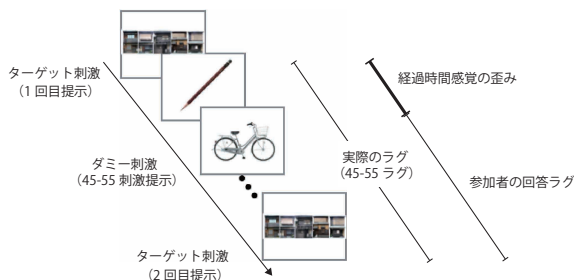 ターゲット刺激
（1 回目提示）
ダミー刺激
（45-55 刺激提示）
ターゲット刺激
（2 回目提示）
実際のラグ
（45-55 ラグ）
経過時間感覚の歪み
参加者の回答ラグ